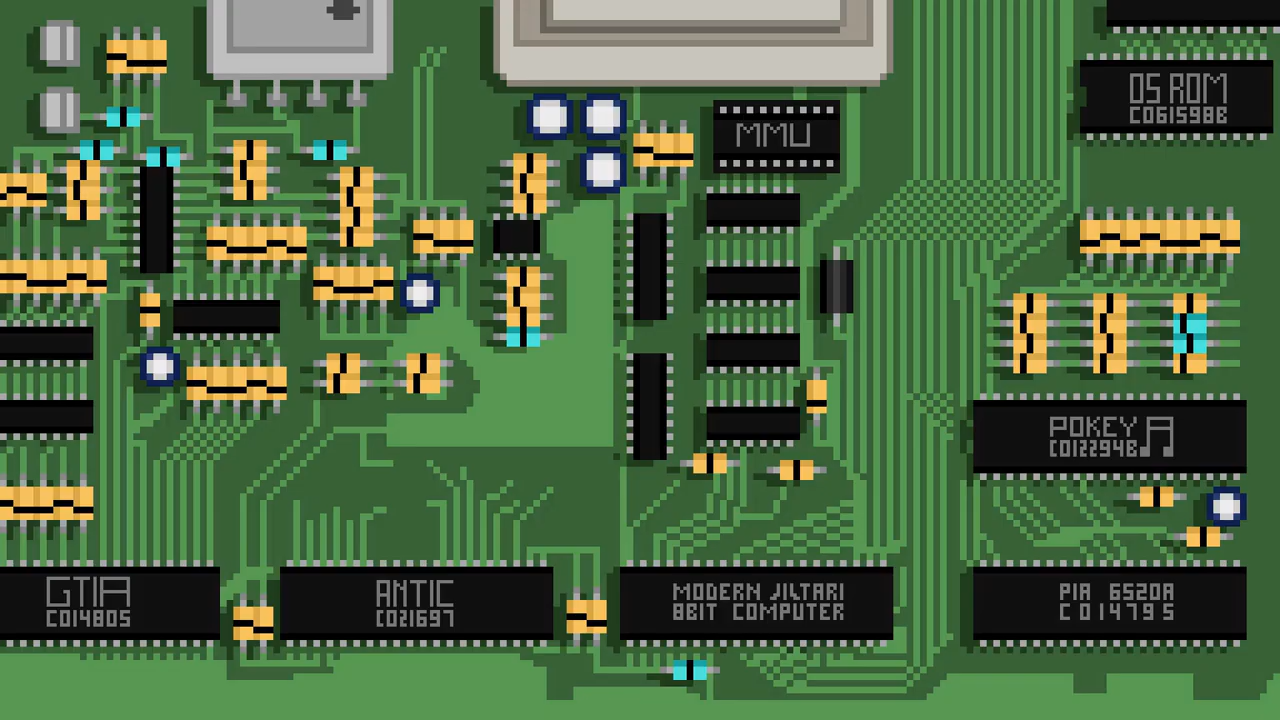 OS ROM
C061598B
MMU
POKEY
C012294B
GTIA
C014805
ANTIC
C021697
MODERN JILTARI
8BIT COMPUTER
PIA 6520A
C014795